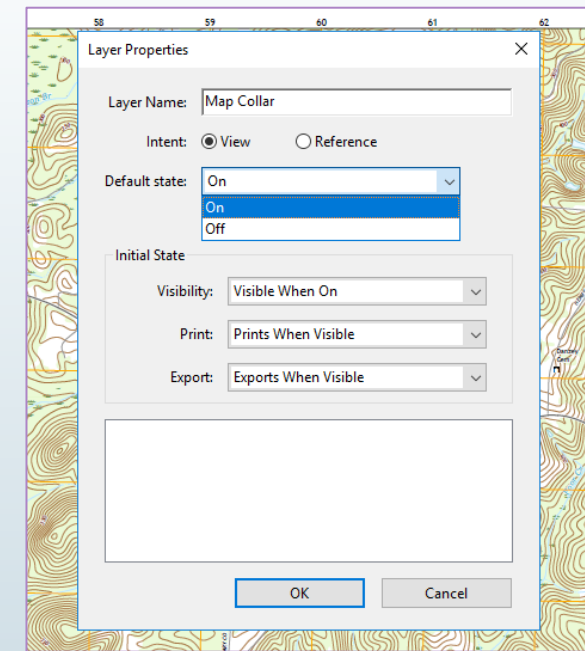 58 59 60 61 62
Layer Properties
Layer Name: Map Collar
Intent: View Reference
Default state: On
On
Off
Initial State
Visibility: Visible When On
Print: Prints When Visible
Export: Exports When Visible
OK Cancel